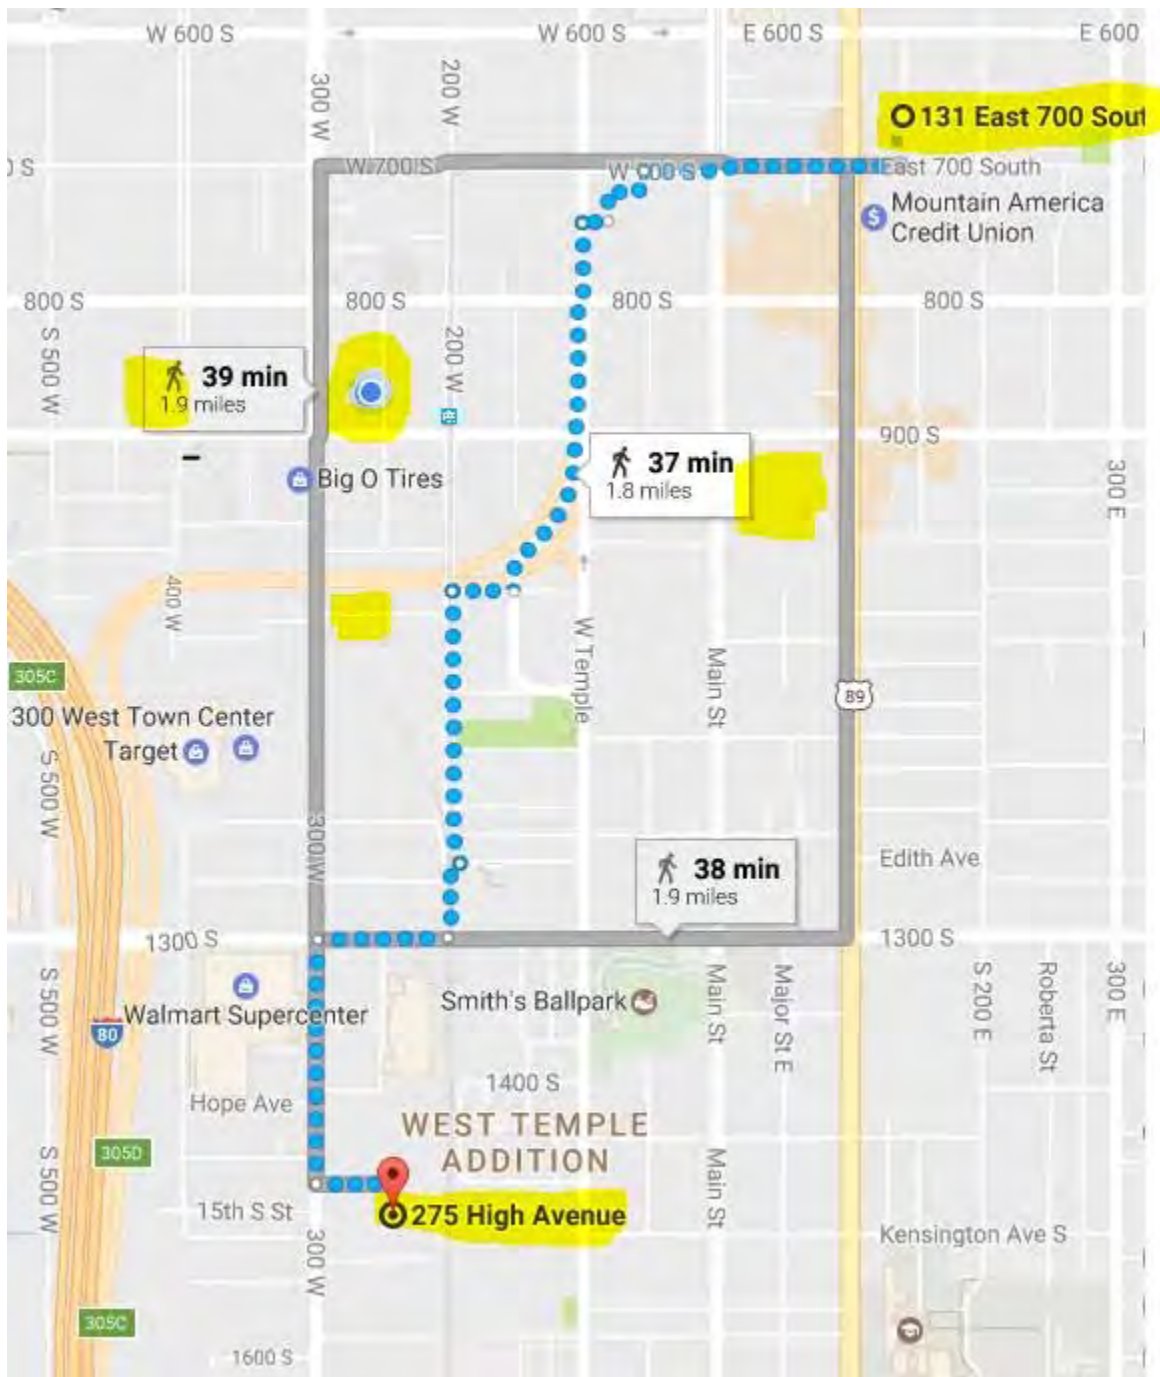 W 600 S
W 600 S
E 600 S
E 600
300 W
200 W
131 East 700 Sout
0 S
W 700 S
W 700 S
East 700 South
Mountain America
Credit Union
800 S
800 S
800 S
800 S
S 500 W
200 W
39 min
1.9 miles
900 S
37 min
1.8 miles
Big O Tires
300 E
400 W
W Temple
Main St
305C
89
300 West Town Center
Target
S 500 W
300 W
Edith Ave
38 min
1.9 miles
1300 S
1300 S
S 500 W
Walmart Supercenter
80
Smith's Ballpark
Main St
Major St E
S 200 E
Roberta St
300 E
1400 S
Hope Ave
WEST TEMPLE
ADDITION
305D
S 500 W
Main St
15th S St
275 High Avenue
Kensington Ave S
300 W
305C
1600 S